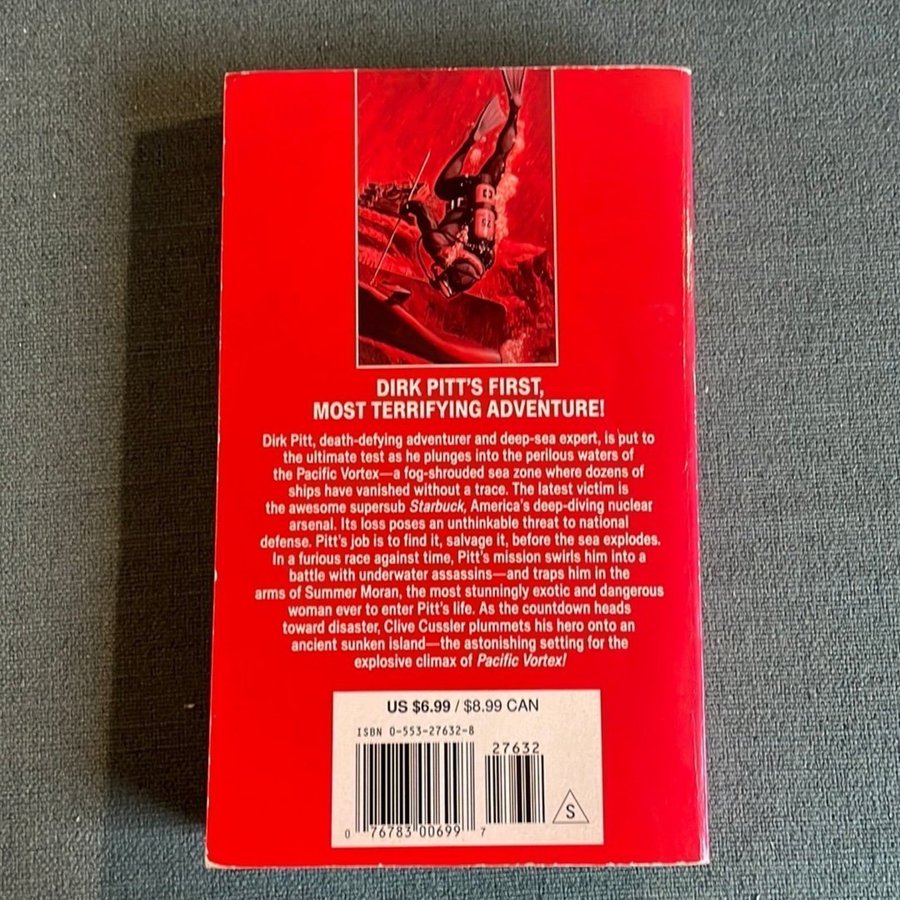 DIRK PITT'S FIRST,
MOST TERRIFYING ADVENTURE!
Dirk Pitt, death-defying adventurer and deep-sea expert, is put to
the ultimate test as he plunges into the perilous waters of
the Pacific Vortex—a fog-shrouded sea zone where dozens of
ships have vanished without a trace. The latest victim is
the awesome supersub Starbuck, America's deep-diving nuclear
arsenal. Its loss poses an unthinkable threat to national
defense. Pitt's job is to find it, salvage it, before the sea explodes.
In a furious race against time, Pitt's mission swirls him into a
battle with underwater assassins—and traps him in the
arms of Summer Moran, the most stunningly exotic and dangerous
woman ever to enter Pitt's life. As the countdown heads
toward disaster, Clive Cussler plummets his hero onto an
ancient sunken island—the astonishing setting for the
explosive climax of Pacific Vortex!
US $6.99 / $8.99 CAN
ISBN 0-553-27632-8
27632
0 76783 00699 7
S